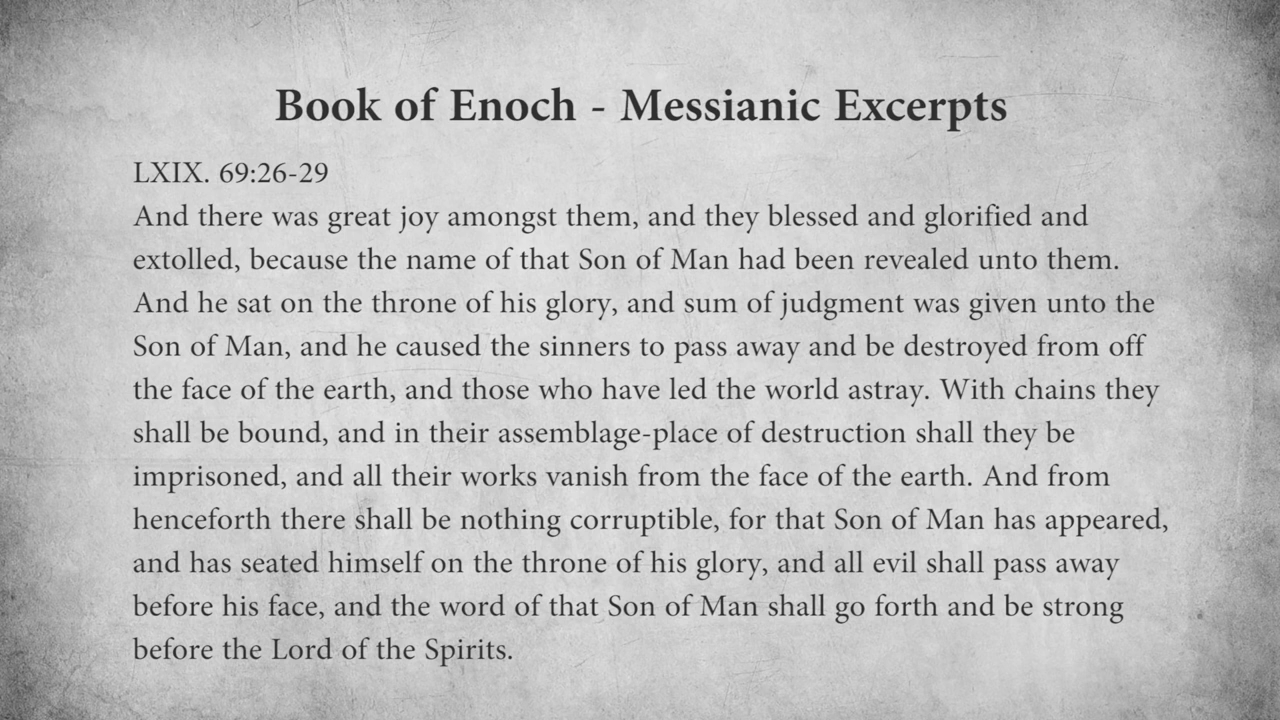 Book of Enoch - Messianic Excerpts
LXIX. 69:26-29
And there was great joy amongst them, and they blessed and glorified and
extolled, because the name of that Son of Man had been revealed unto them.
And he sat on the throne of his glory, and sum of judgment was given unto the
Son of Man, and he caused the sinners to pass away and be destroyed from off
the face of the earth, and those who have led the world astray. With chains they
shall be bound, and in their assemblage-place of destruction shall they be
imprisoned, and all their works vanish from the face of the earth. And from
henceforth there shall be nothing corruptible, for that Son of Man has appeared,
and has seated himself on the throne of his glory, and all evil shall pass away
before his face, and the word of that Son of Man shall go forth and be strong
before the Lord of the Spirits.